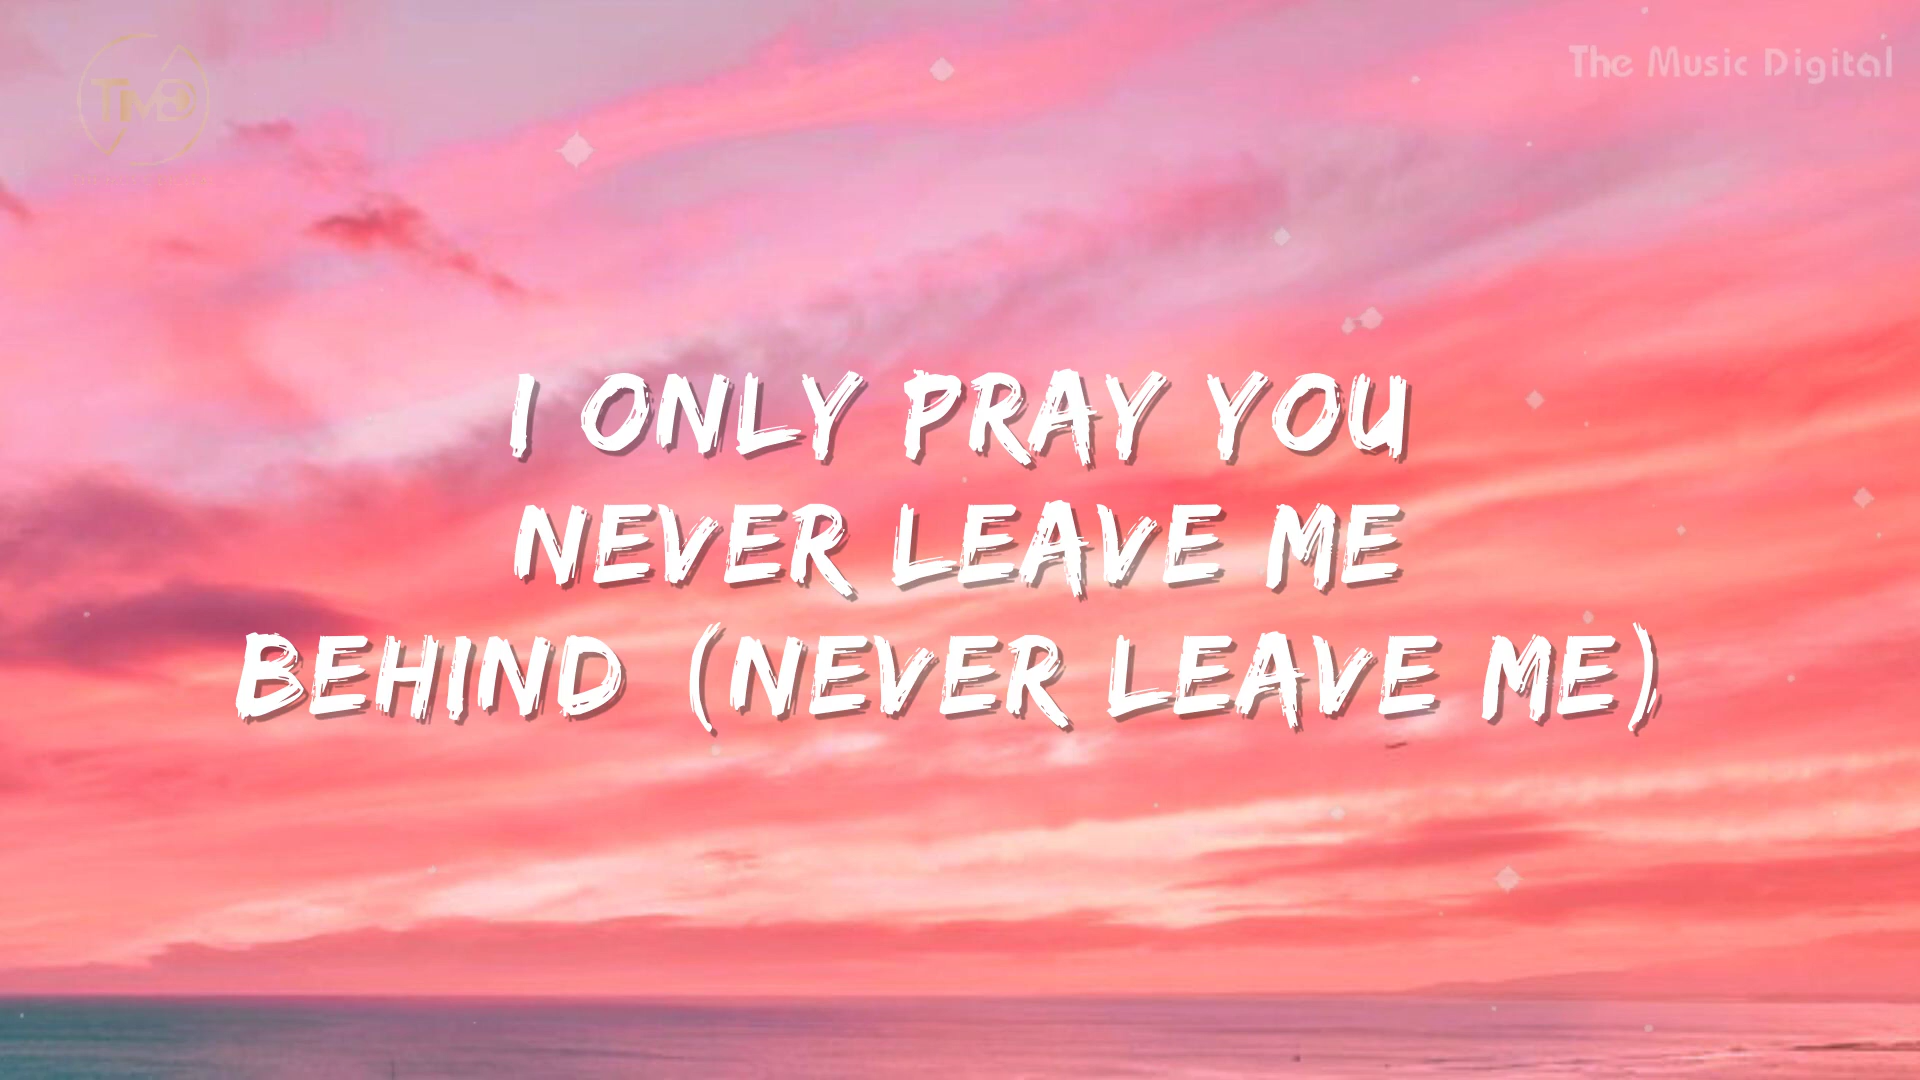 The Music Digital
I ONLY PRAY YOU
NEVER LEAVE ME
BEHIND (NEVER LEAVE ME)